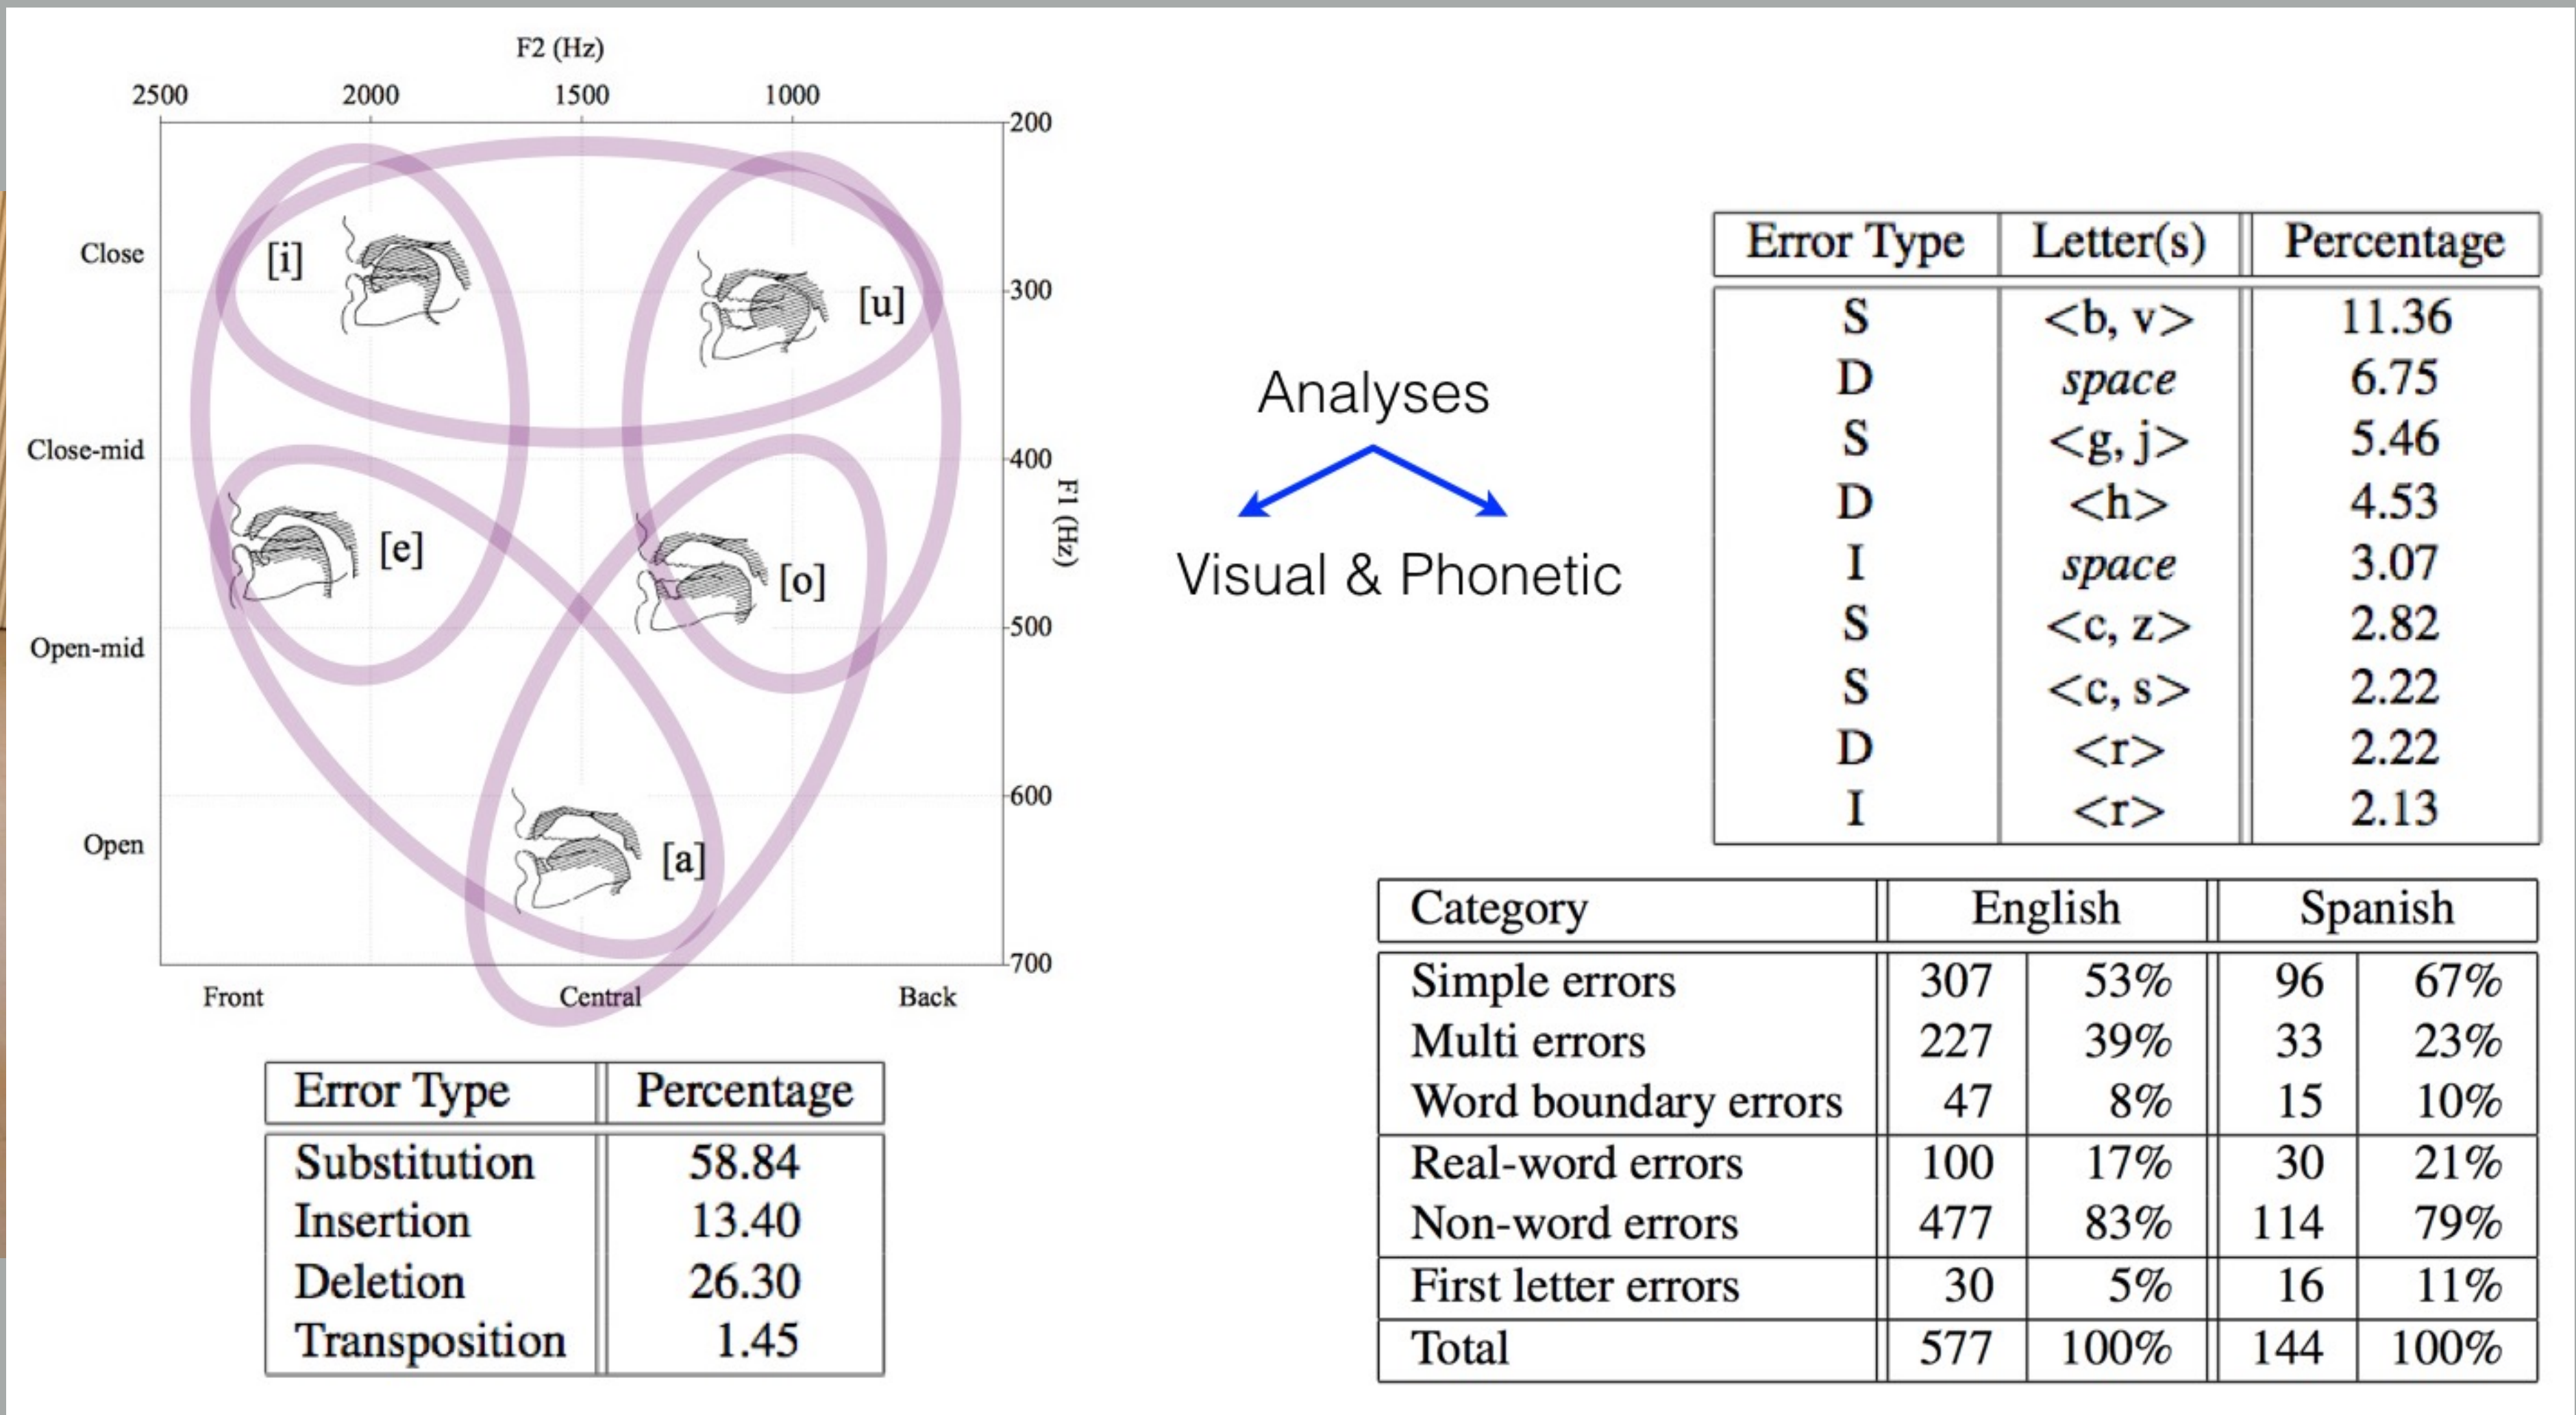 F2 (Hz)
2500 2000 1500 1000
200
300
400
500
600
700
F1 (Hz)
Close
Close-mid
Open-mid
Open
[i]
[u]
[e]
[o]
[a]
Front Central Back
Analyses
Visual & Phonetic
Error Type Letter(s) Percentage
S <b, v> 11.36
D space 6.75
S <g, j> 5.46
D <h> 4.53
I space 3.07
S <c, z> 2.82
S <c, s> 2.22
D <r> 2.22
I <r> 2.13
Error Type Percentage
Substitution 58.84
Insertion 13.40
Deletion 26.30
Transposition 1.45
Category English Spanish
Simple errors 307 53% 96 67%
Multi errors 227 39% 33 23%
Word boundary errors 47 8% 15 10%
Real-word errors 100 17% 30 21%
Non-word errors 477 83% 114 79%
First letter errors 30 5% 16 11%
Total 577 100% 144 100%